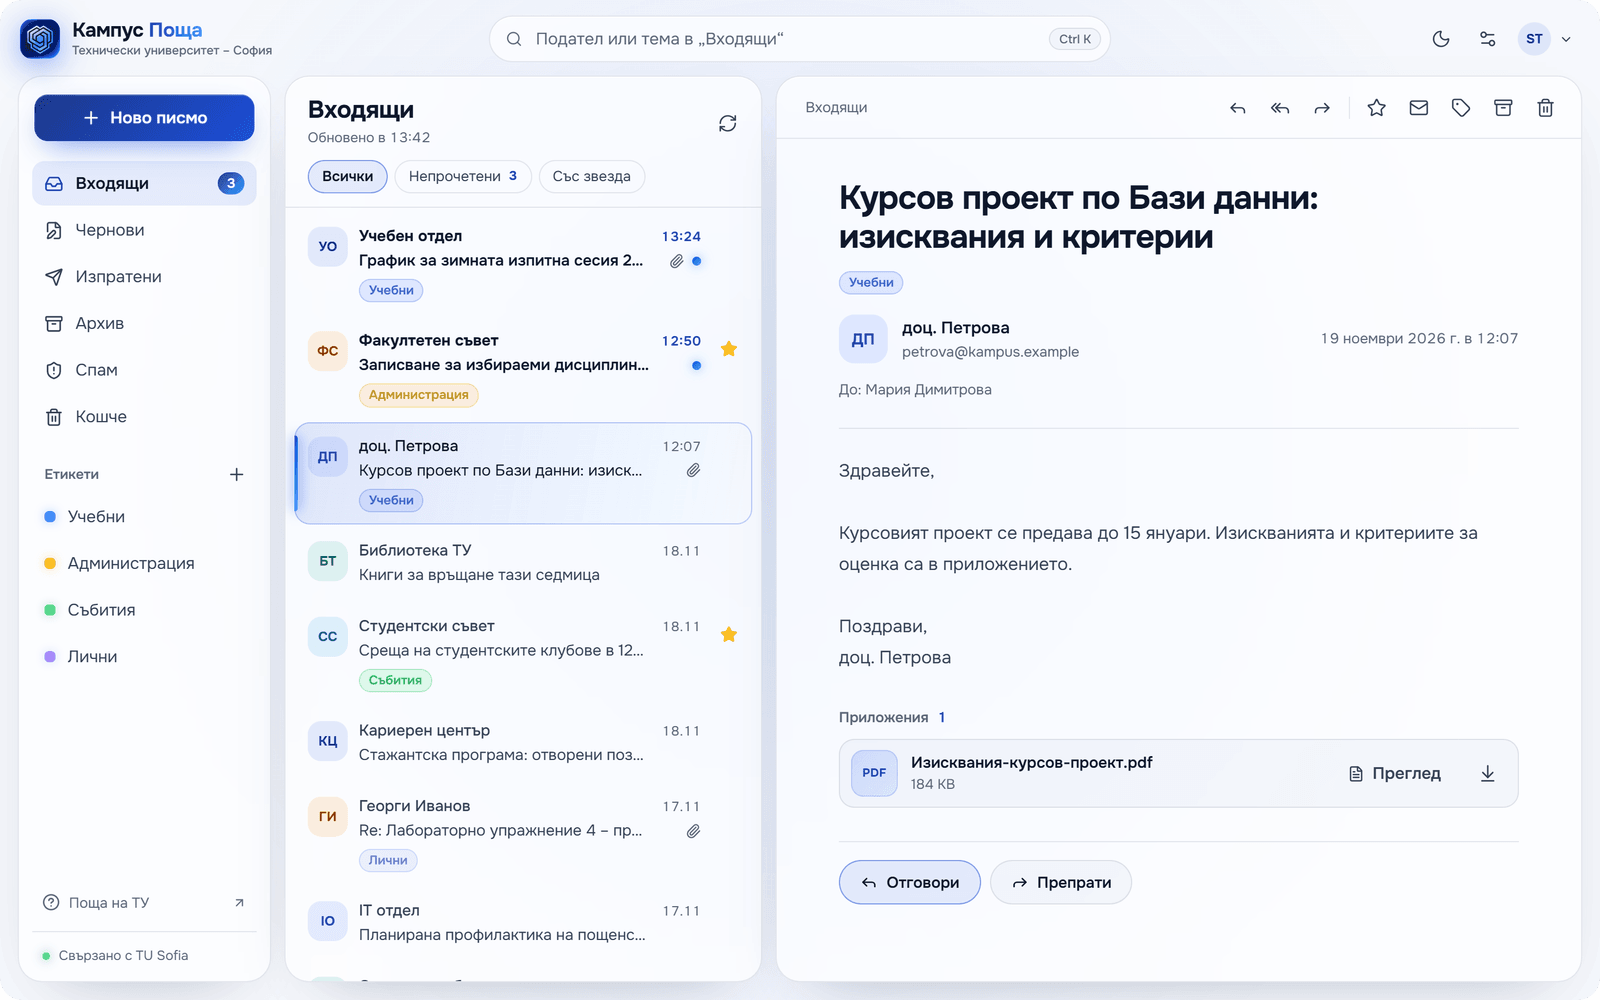 Кампус Поща
Технически университет – София
Подател или тема в „Входящи“
Ctrl K
ST
Ново писмо
Входящи
3
Чернови
Изпратени
Архив
Спам
Кошче
Етикети
Учебни
Администрация
Събития
Лични
Поща на ТУ
Свързано с TU Sofia
Входящи
Обновено в 13:42
Всички
Непрочетени 3
Със звезда
УО
Учебен отдел
13:24
График за зимната изпитна сесия 2...
Учебни
ФС
Факултетен съвет
12:50
Записване за избираеми дисциплин...
Администрация
ДП
доц. Петрова
12:07
Курсов проект по Бази данни: изиск...
Учебни
БТ
Библиотека ТУ
18.11
Книги за връщане тази седмица
СС
Студентски съвет
18.11
Среща на студентските клубове в 12...
Събития
КЦ
Кариерен център
18.11
Стажантска програма: отворени поз...
ГИ
Георги Иванов
17.11
Re: Лабораторно упражнение 4 – пр...
Лични
IO
IT отдел
17.11
Планирана профилактика на пощенс...
Входящи
Курсов проект по Бази данни:
изисквания и критерии
Учебни
ДП
доц. Петрова
petrova@kampus.example
19 ноември 2026 г. в 12:07
До: Мария Димитрова
Здравейте,
Курсовият проект се предава до 15 януари. Изискванията и критериите за
оценка са в приложението.
Поздрави,
доц. Петрова
Приложения 1
PDF
Изисквания-курсов-проект.pdf
184 KB
Преглед
Отговори
Препрати